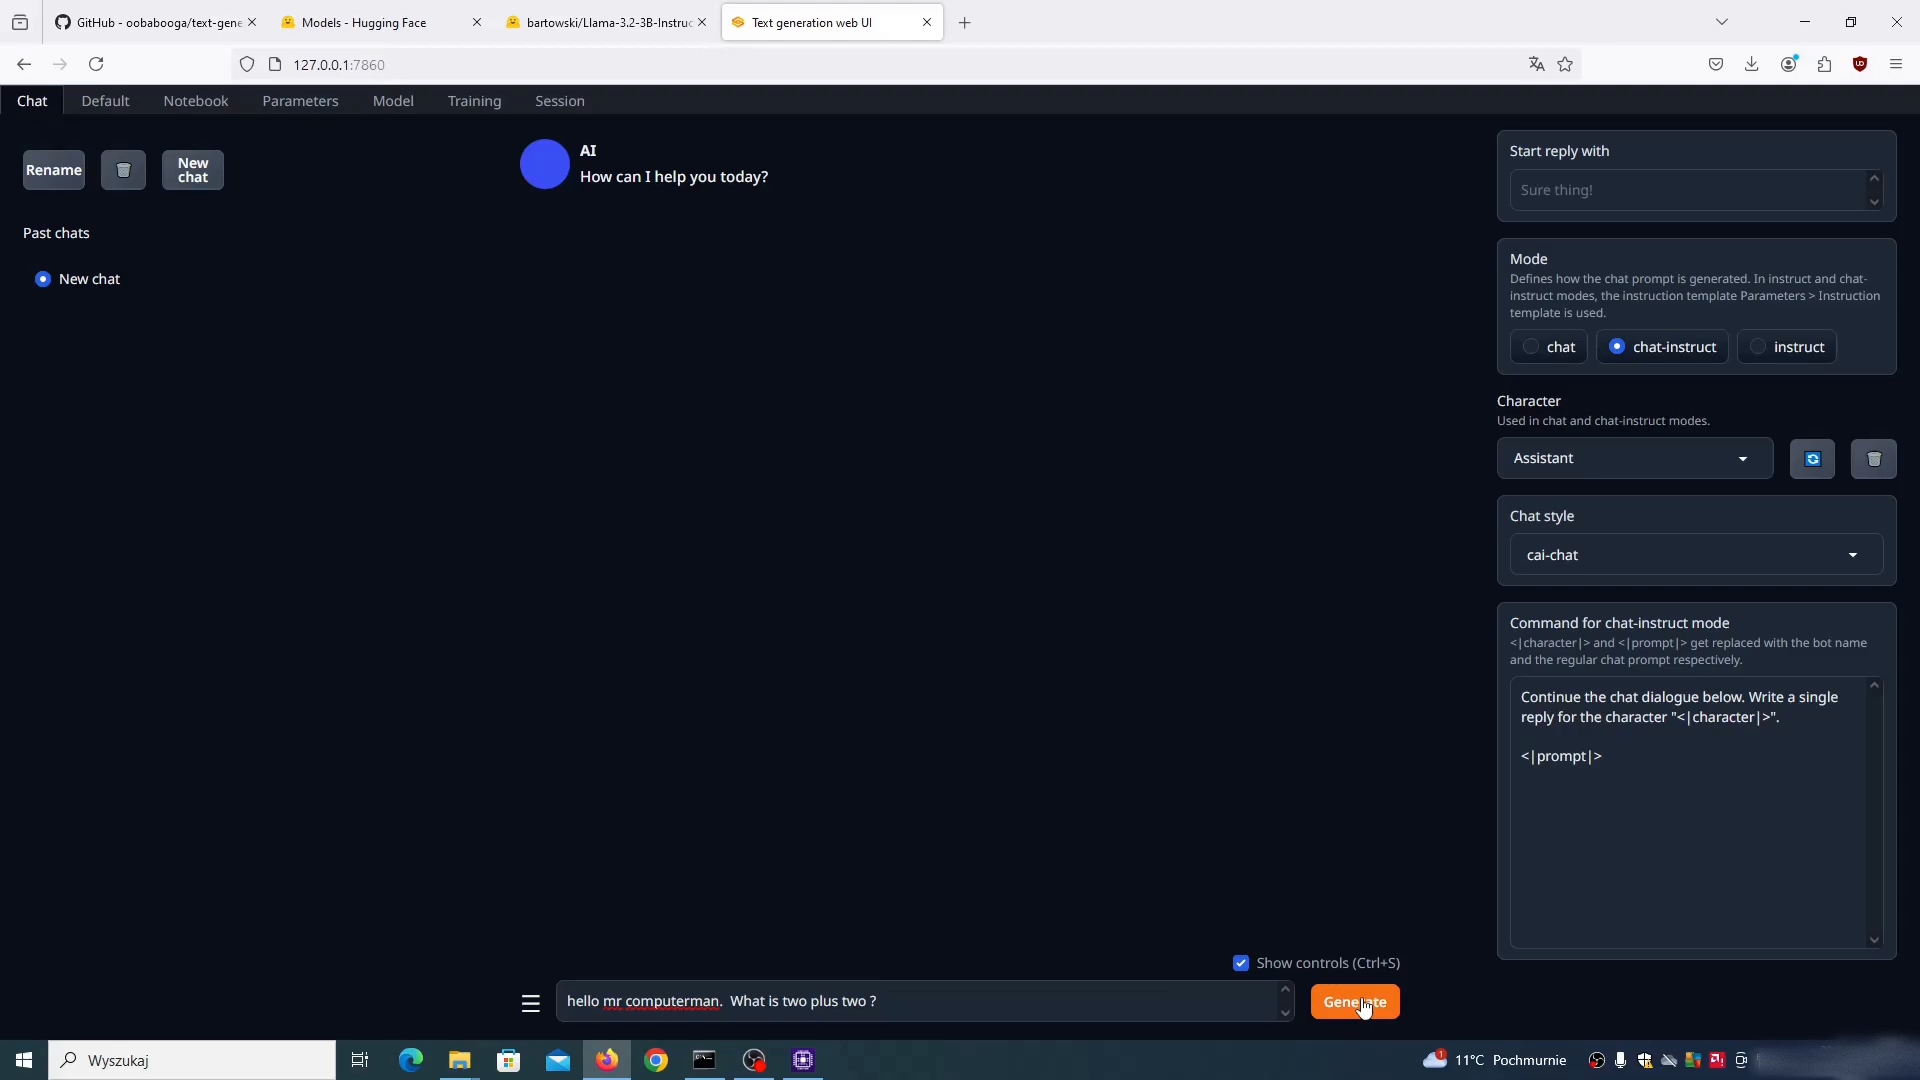 GitHub - oobabooga/text-gene
Models - Hugging Face
bartowski/Llama-3.2-3B-Instruc
Text generation web UI
127.0.0.1:7860
Chat Default Notebook Parameters Model Training Session
Rename
New chat
Past chats
New chat
AI
How can I help you today?
Start reply with
Sure thing!
Mode
Defines how the chat prompt is generated. In instruct and chat-
instruct modes, the instruction template Parameters > Instruction
template is used.
chat chat-instruct instruct
Character
Used in chat and chat-instruct modes.
Assistant
Chat style
cai-chat
Command for chat-instruct mode
<|character|> and <|prompt|> get replaced with the bot name
and the regular chat prompt respectively.
Continue the chat dialogue below. Write a single
reply for the character "<|character|>".
<|prompt|>
Show controls (Ctrl+S)
hello mr computerman.  What is two plus two ?
Generate
Wyszukaj
1
11°C Pochmurnie